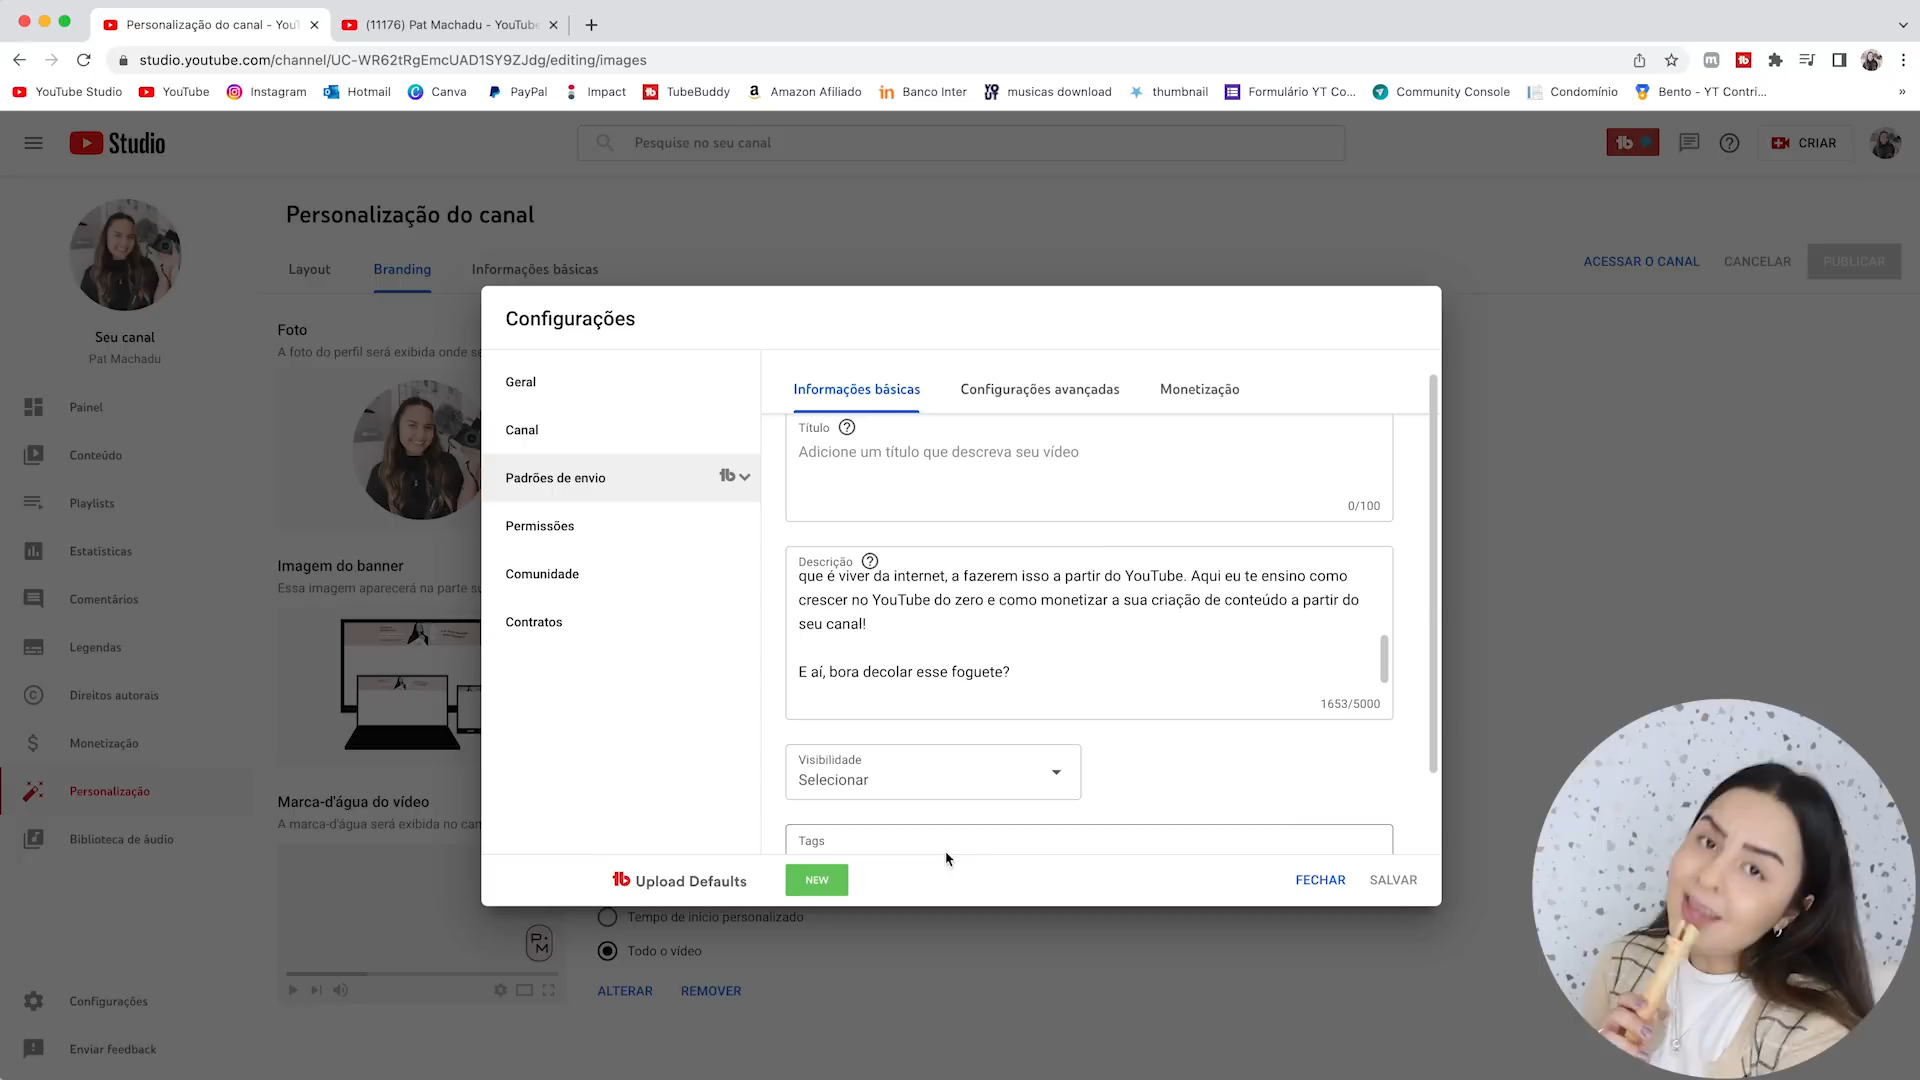 Personalização do canal - You
(11176) Pat Machadu - YouTube
studio.youtube.com/channel/UC-WR62tRgEmcUAD1SY9ZJdg/editing/images
YouTube Studio
YouTube
Instagram
Hotmail
Canva
PayPal
Impact
TubeBuddy
Amazon Afiliado
Banco Inter
musicas download
thumbnail
Formulário YT Co...
Community Console
Condomínio
Bento - YT Contri...
»
Studio
Pesquise no seu canal
CRIAR
Personalização do canal
Layout
Branding
Informações básicas
ACESSAR O CANAL
CANCELAR
PUBLICAR
Seu canal
Pat Machadu
Painel
Conteúdo
Playlists
Estatísticas
Comentários
Legendas
Direitos autorais
Monetização
Personalização
Biblioteca de áudio
Configurações
Enviar feedback
Foto
A foto do perfil será exibida onde se
Imagem do banner
Essa imagem aparecerá na parte su
Marca-d'água do vídeo
A marca-d'água será exibida no can
Configurações
Geral
Canal
Padrões de envio
Permissões
Comunidade
Contratos
Informações básicas
Configurações avançadas
Monetização
Título
Adicione um título que descreva seu vídeo
0/100
Descrição
que é viver da internet, a fazerem isso a partir do YouTube. Aqui eu te ensino como
crescer no YouTube do zero e como monetizar a sua criação de conteúdo a partir do
seu canal!
E aí, bora decolar esse foguete?
1653/5000
Visibilidade
Selecionar
Tags
tb Upload Defaults
NEW
FECHAR
SALVAR
Tempo de início personalizado
Todo o vídeo
ALTERAR
REMOVER